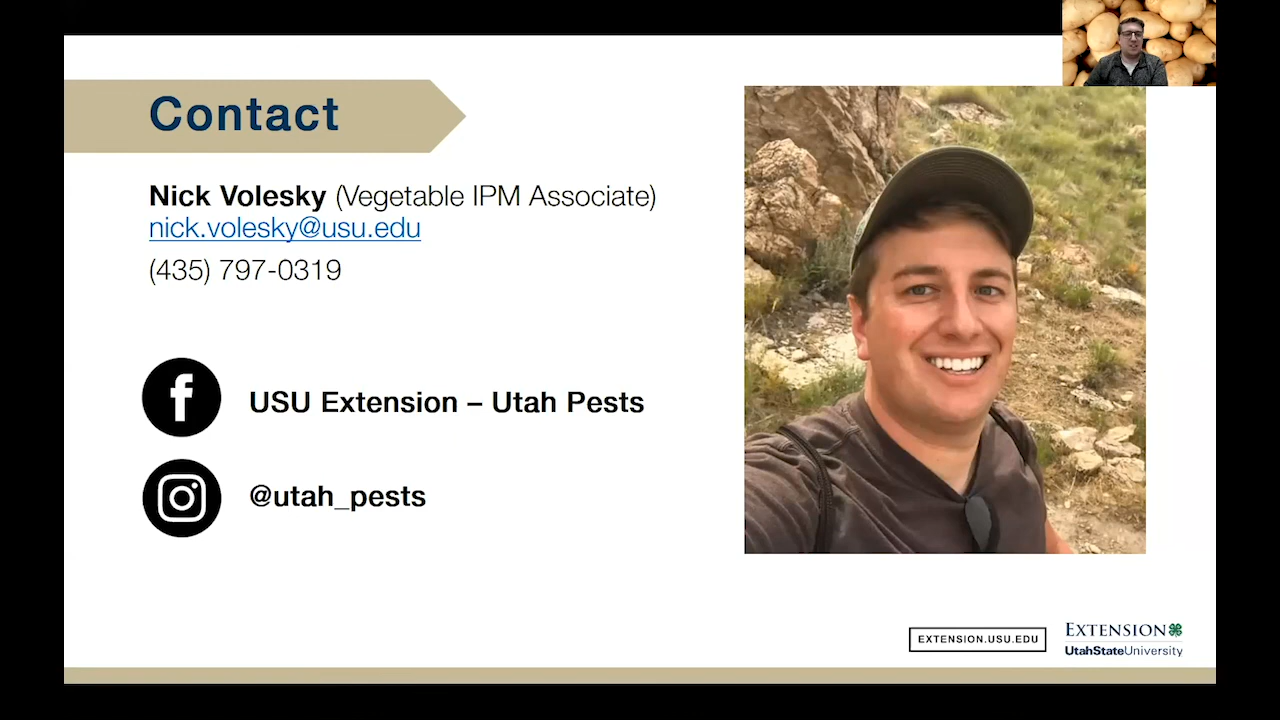 Contact
Nick Volesky (Vegetable IPM Associate)
nick.volesky@usu.edu
(435) 797-0319
f
USU Extension – Utah Pests
@utah_pests
EXTENSION.USU.EDU
EXTENSION
UtahStateUniversity